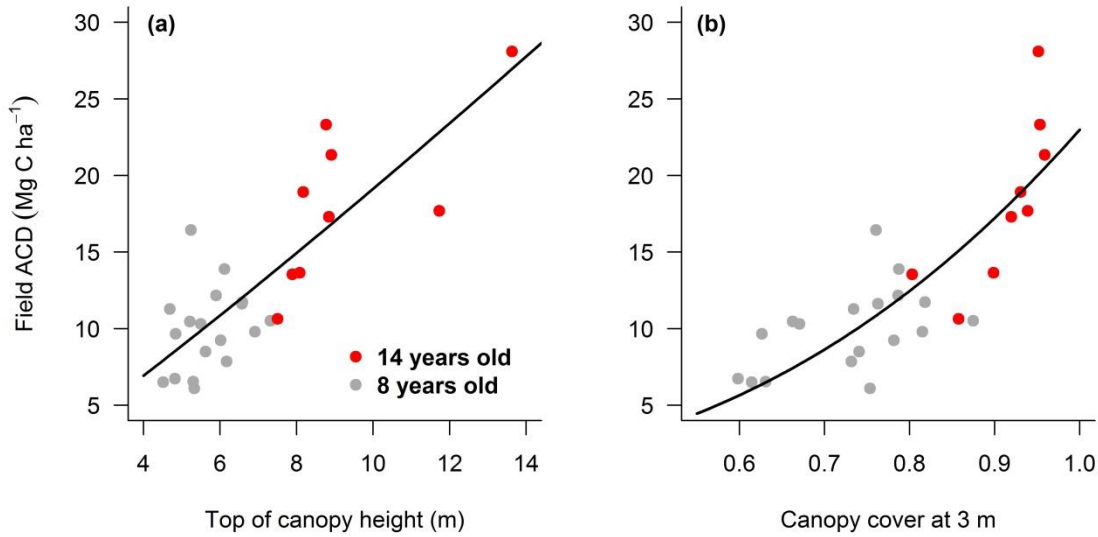 (a)
30
25
20
15
10
5
Field ACD (Mg C ha⁻¹)
14 years old
8 years old
4 6 8 10 12 14
Top of canopy height (m)
(b)
30
25
20
15
10
5
0.6 0.7 0.8 0.9 1.0
Canopy cover at 3 m